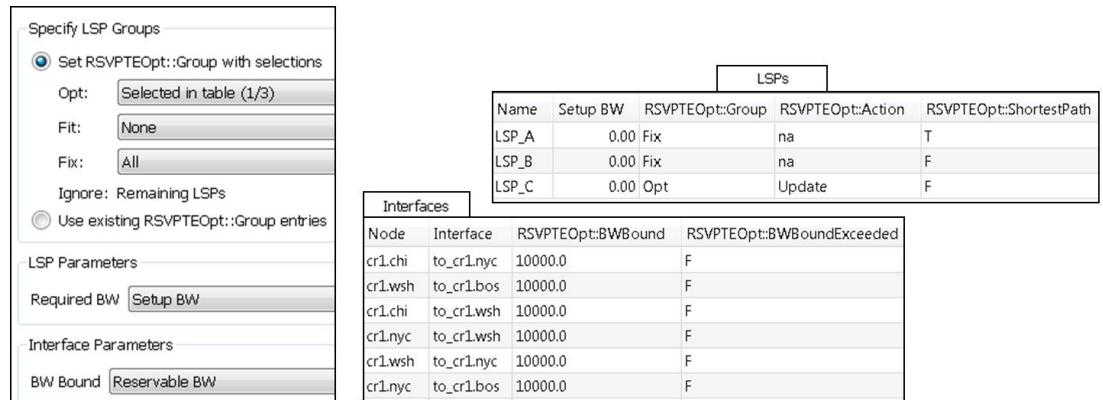 Specify LSP Groups
Set RSVPTEOpt::Group with selections
Opt: Selected in table (1/3)
Fit: None
Fix: All
Ignore: Remaining LSPs
Use existing RSVPTEOpt::Group entries
LSP Parameters
Required BW Setup BW
Interface Parameters
BW Bound Reservable BW
LSPs
Name Setup BW RSVPTEOpt::Group RSVPTEOpt::Action RSVPTEOpt::ShortestPath
LSP_A 0.00 Fix na T
LSP_B 0.00 Fix na F
LSP_C 0.00 Opt Update F
Interfaces
Node Interface RSVPTEOpt::BWBound RSVPTEOpt::BWBoundExceeded
cr1.chi to_cr1.nyc 10000.0 F
cr1.wsh to_cr1.bos 10000.0 F
cr1.chi to_cr1.wsh 10000.0 F
cr1.nyc to_cr1.wsh 10000.0 F
cr1.wsh to_cr1.nyc 10000.0 F
cr1.nyc to_cr1.bos 10000.0 F